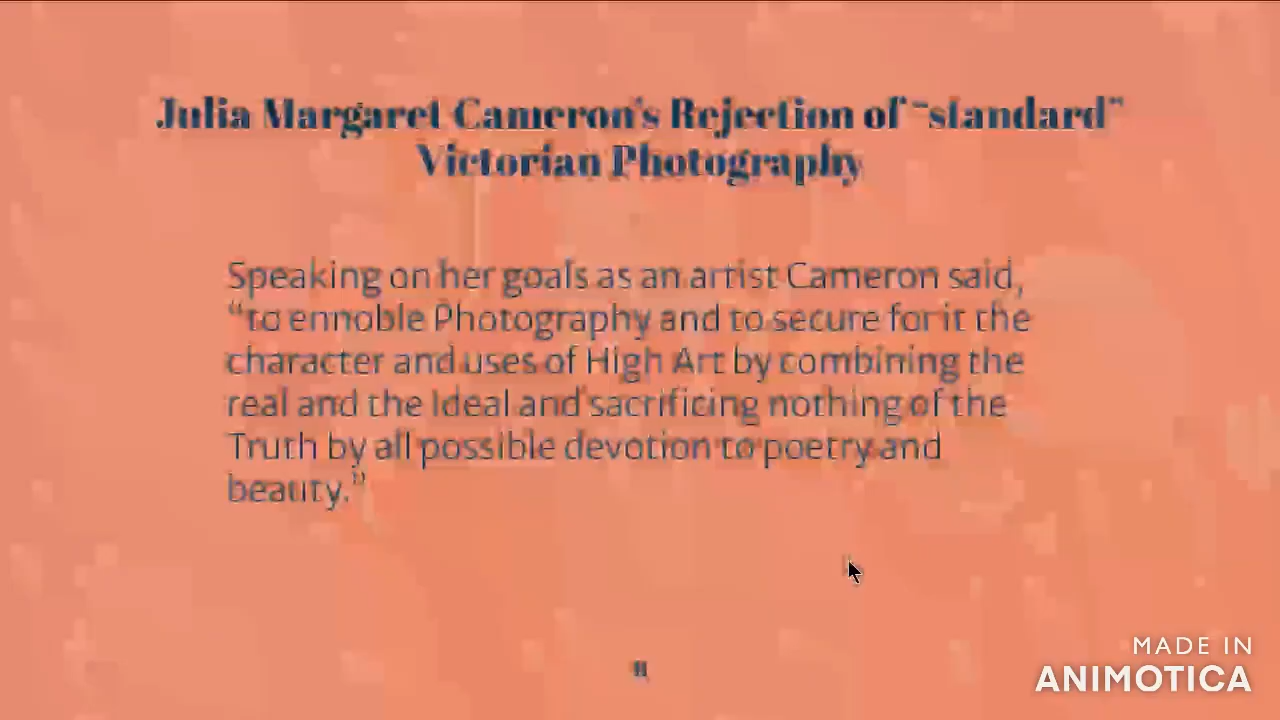 Julia Margaret Cameron's Rejection of "standard"
Victorian Photography
Speaking on her goals as an artist Cameron said,
"to ennoble Photography and to secure for it the
character and uses of High Art by combining the
real and the Ideal and sacrificing nothing of the
Truth by all possible devotion to poetry and
beauty."
MADE IN
ANIMOTICA